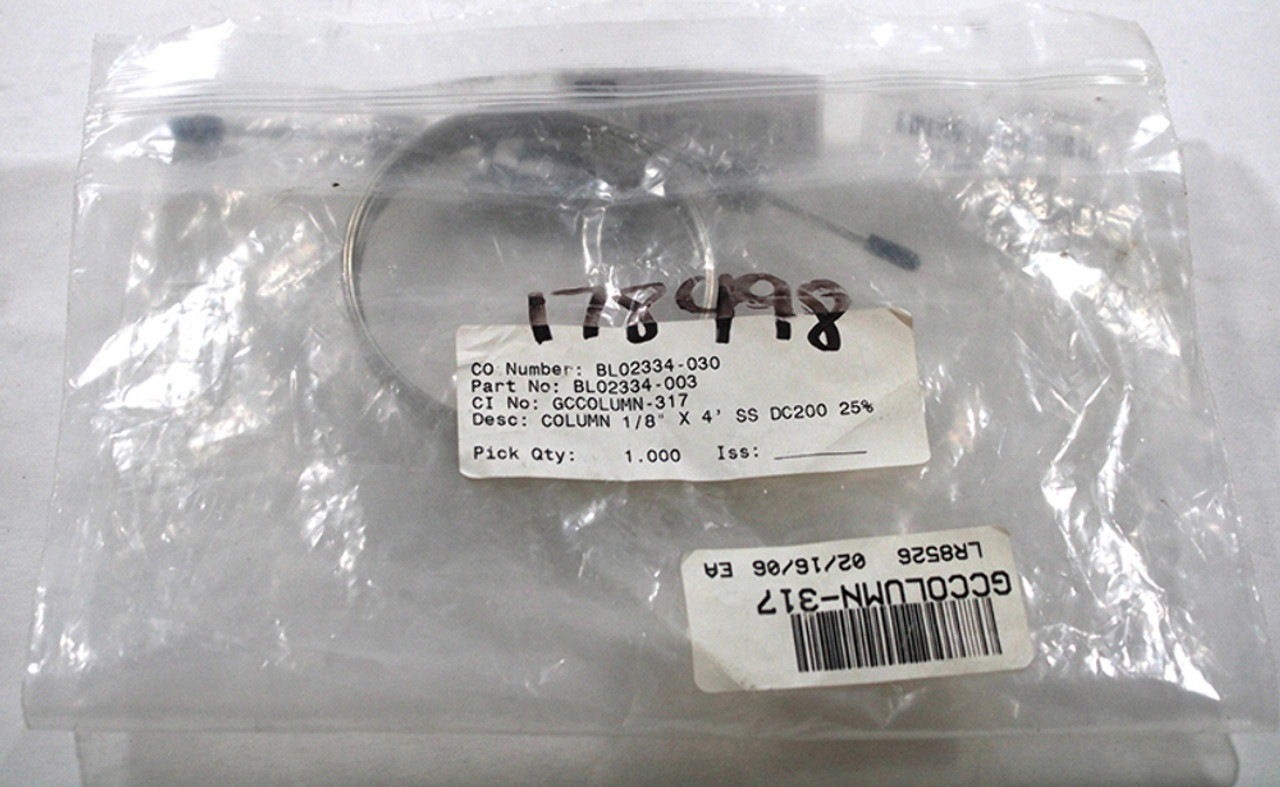 178998
CO Number: BL02334-030
Part No: BL02334-003
CI No: GCCOLUMN-317
Desc: COLUMN 1/8" X 4' SS DC200 25%
Pick Qty: 1.000 Iss:
GCCOLUMN-317
LR8526 02/16/06 EA